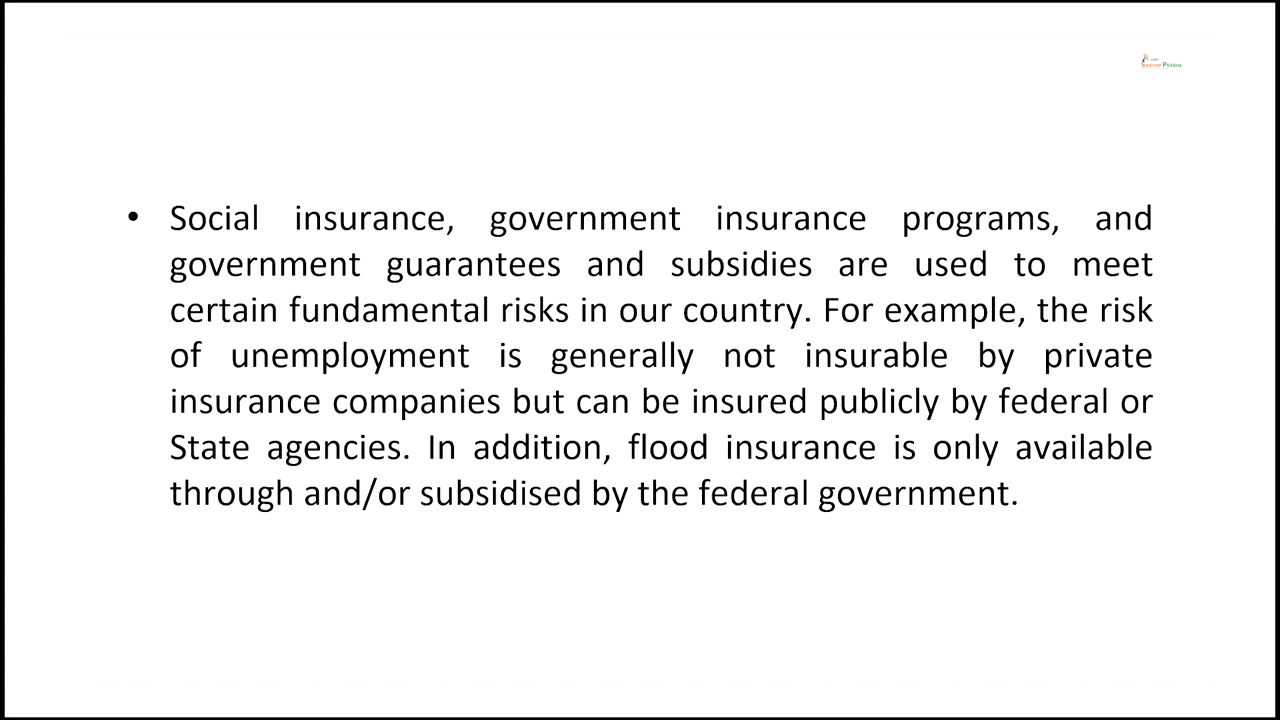 SWAYAM PRABHA
• Social insurance, government insurance programs, and
government guarantees and subsidies are used to meet
certain fundamental risks in our country. For example, the risk
of unemployment is generally not insurable by private
insurance companies but can be insured publicly by federal or
State agencies. In addition, flood insurance is only available
through and/or subsidised by the federal government.